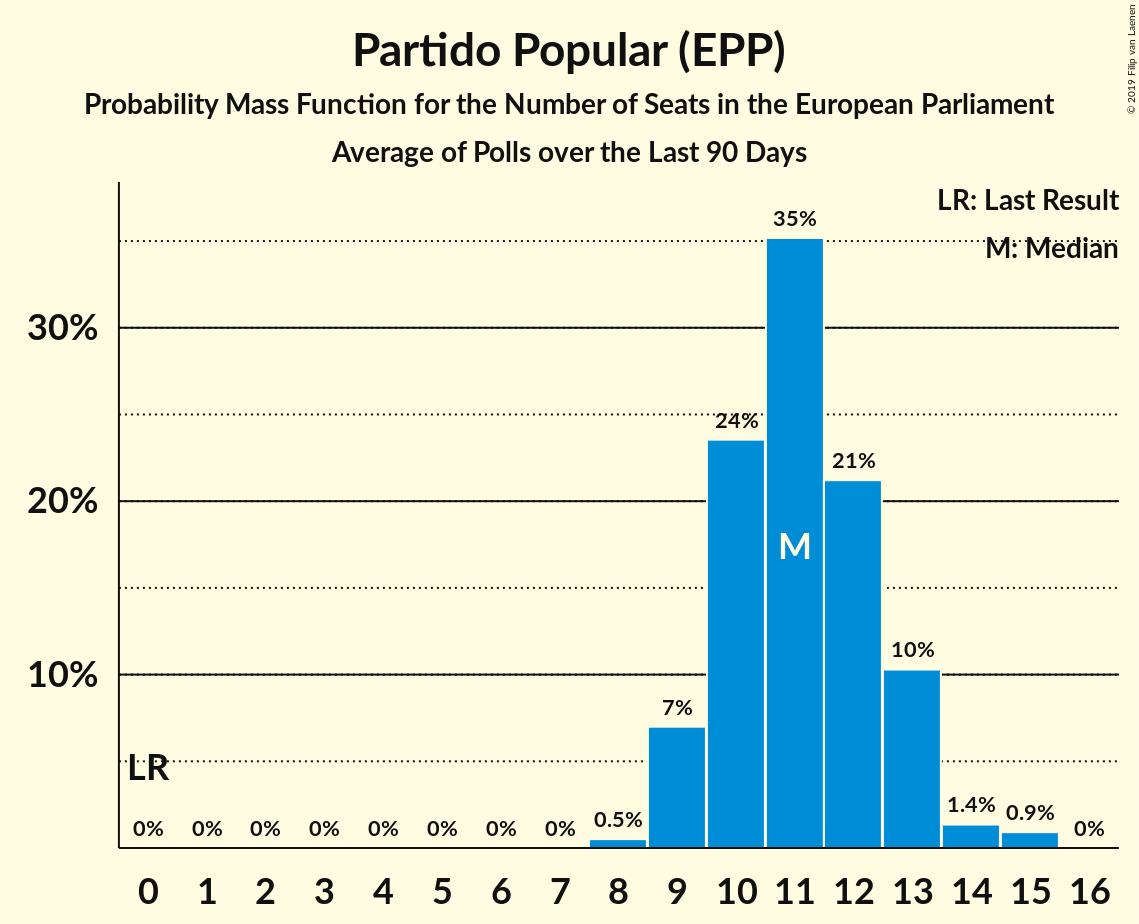 Partido Popular (EPP)
Probability Mass Function for the Number of Seats in the European Parliament
Average of Polls over the Last 90 Days
© 2019 Filip van Laenen
LR: Last Result
M: Median
30%
20%
10%
LR
M
0% 0% 0% 0% 0% 0% 0% 0% 0.5% 7% 24% 35% 21% 10% 1.4% 0.9% 0%
0 1 2 3 4 5 6 7 8 9 10 11 12 13 14 15 16